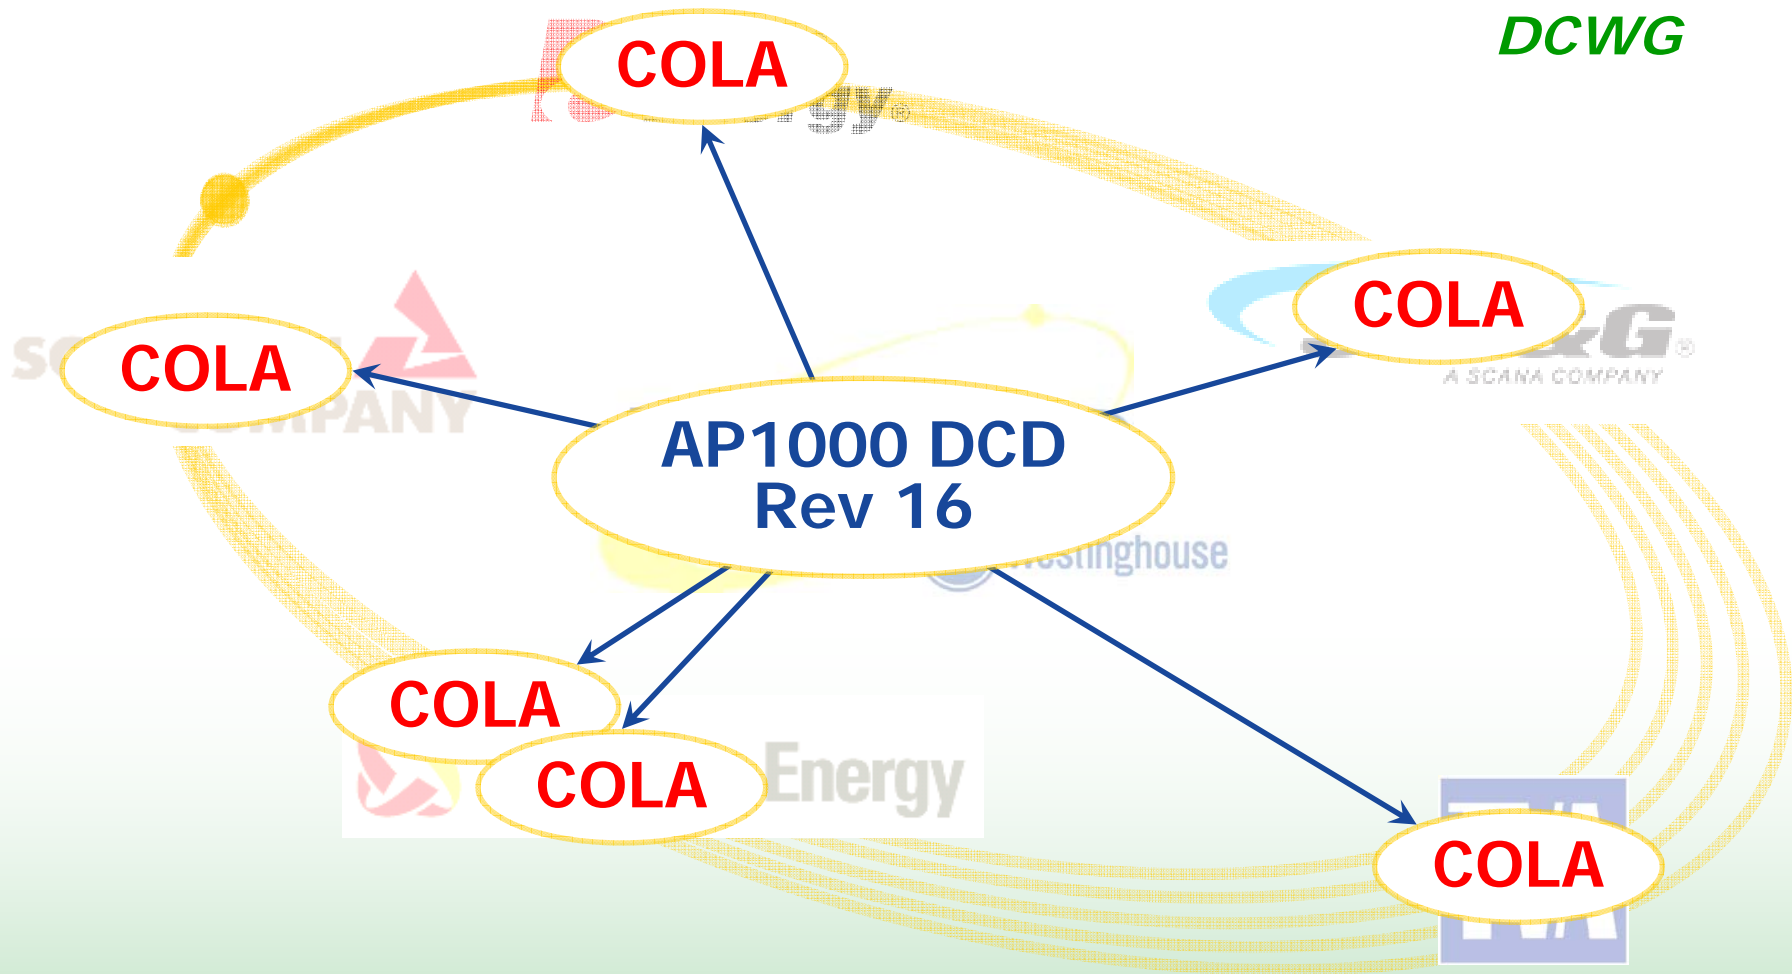 DCWG
COLA
COLA
A SCANA COMPANY
COLA
AP1000 DCD
Rev 16
COLA
COLA
Energy
COLA